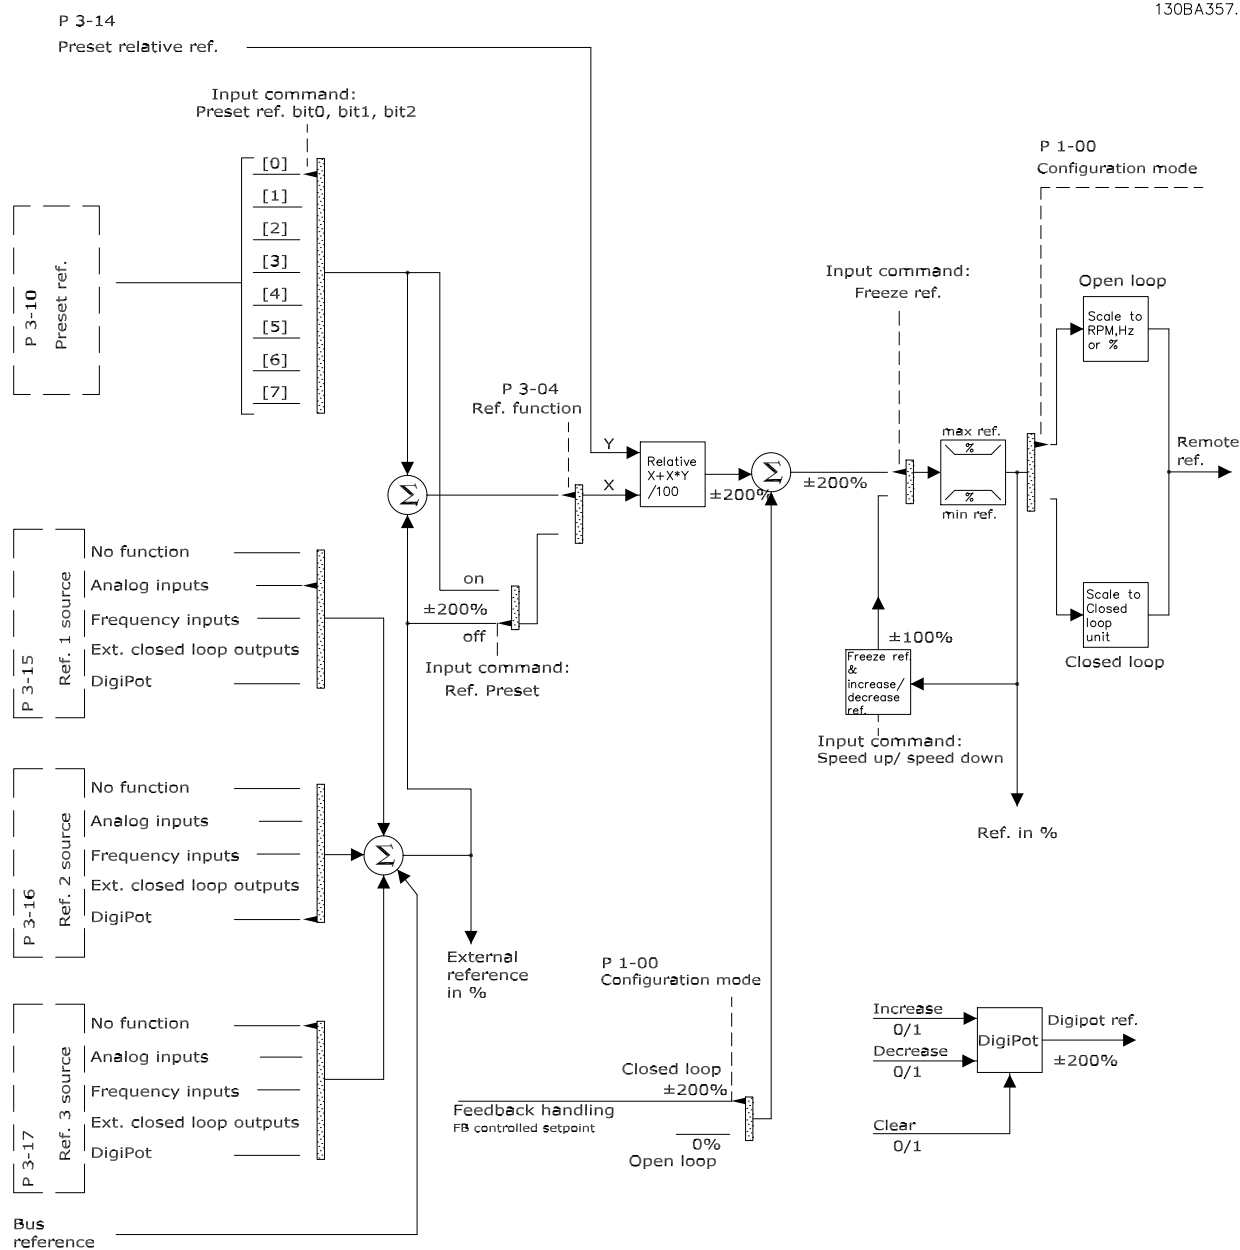 130BA357.
P 3-14
Preset relative ref.
Input command:
Preset ref. bit0, bit1, bit2
[0]
[1]
[2]
[3]
[4]
[5]
[6]
[7]
P 3-10
Preset ref.
P 1-00
Configuration mode
Input command:
Freeze ref.
Open loop
Scale to
RPM,Hz
or %
P 3-04
Ref. function
Y
X
Relative
X+X*Y
/100
±200%
Σ
±200%
max ref.
%
%
min ref.
Remote
ref.
Σ
on
±200%
off
Input command:
Ref. Preset
Scale to
Closed
loop
unit
Closed loop
±100%
Freeze ref.
&
increase/
decrease
ref.
Input command:
Speed up/ speed down
Ref. in %
P 3-15
Ref. 1 source
No function
Analog inputs
Frequency inputs
Ext. closed loop outputs
DigiPot
P 3-16
Ref. 2 source
No function
Analog inputs
Frequency inputs
Ext. closed loop outputs
DigiPot
Σ
External
reference
in %
P 3-17
Ref. 3 source
No function
Analog inputs
Frequency inputs
Ext. closed loop outputs
DigiPot
Bus
reference
P 1-00
Configuration mode
Closed loop
±200%
Feedback handling
FB controlled setpoint
0%
Open loop
Increase
0/1
Decrease
0/1
Clear
0/1
DigiPot
Digipot ref.
±200%